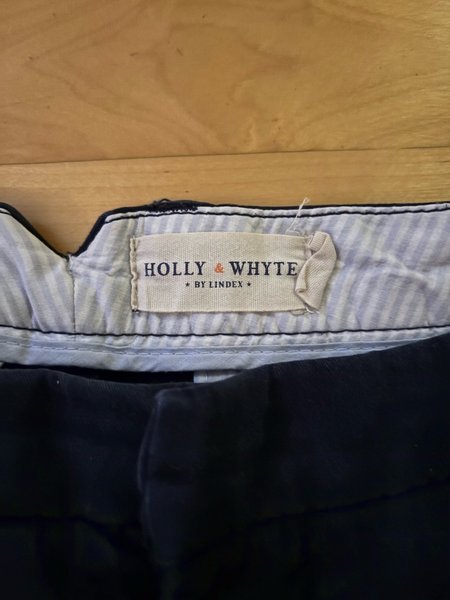 HOLLY & WHYTE
★ BY LINDEX ★